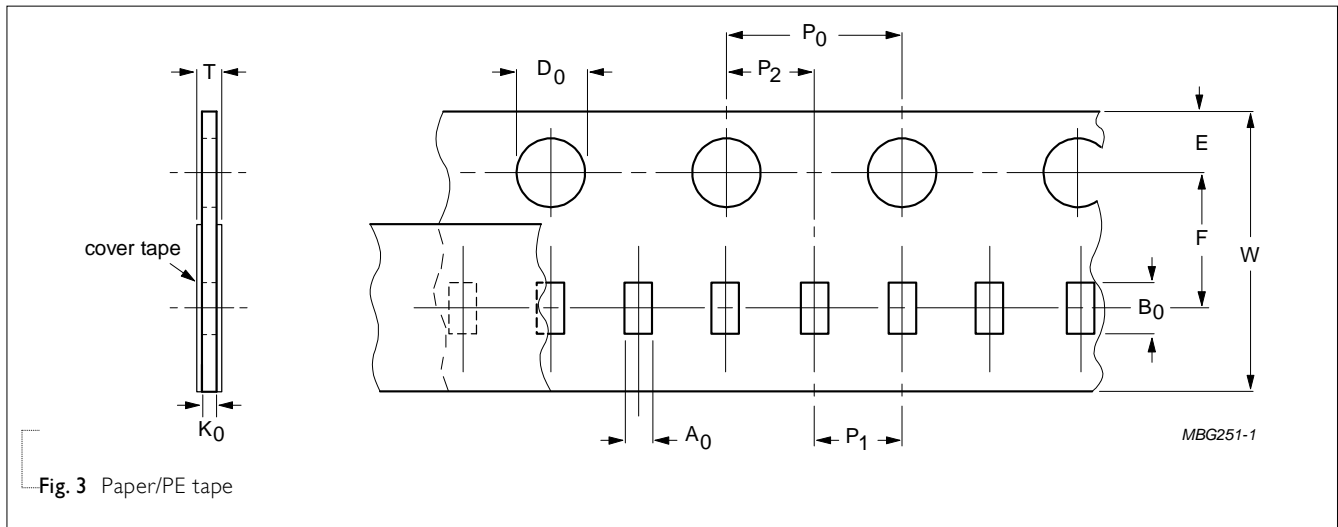 P0
T
D0
P2
E
F
W
cover tape
B0
K0
A0
P1
MBG251-1
Fig. 3 Paper/PE tape